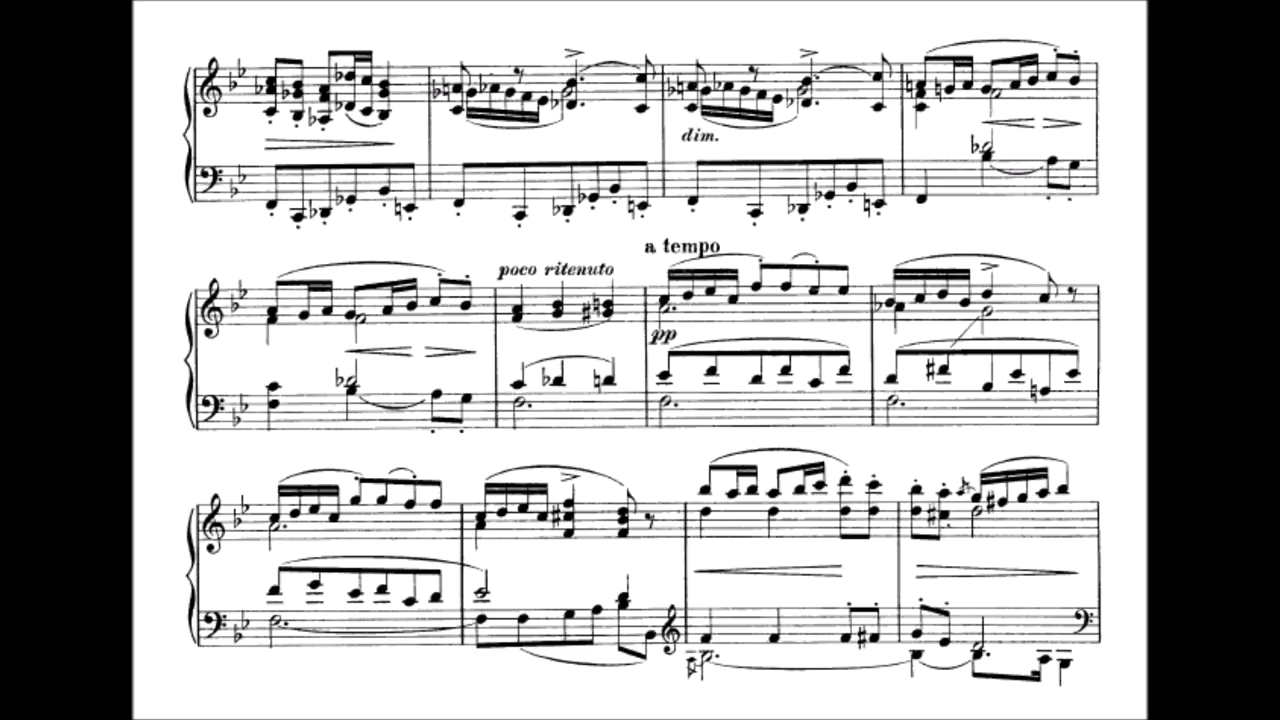 dim.
a tempo
poco ritenuto
pp